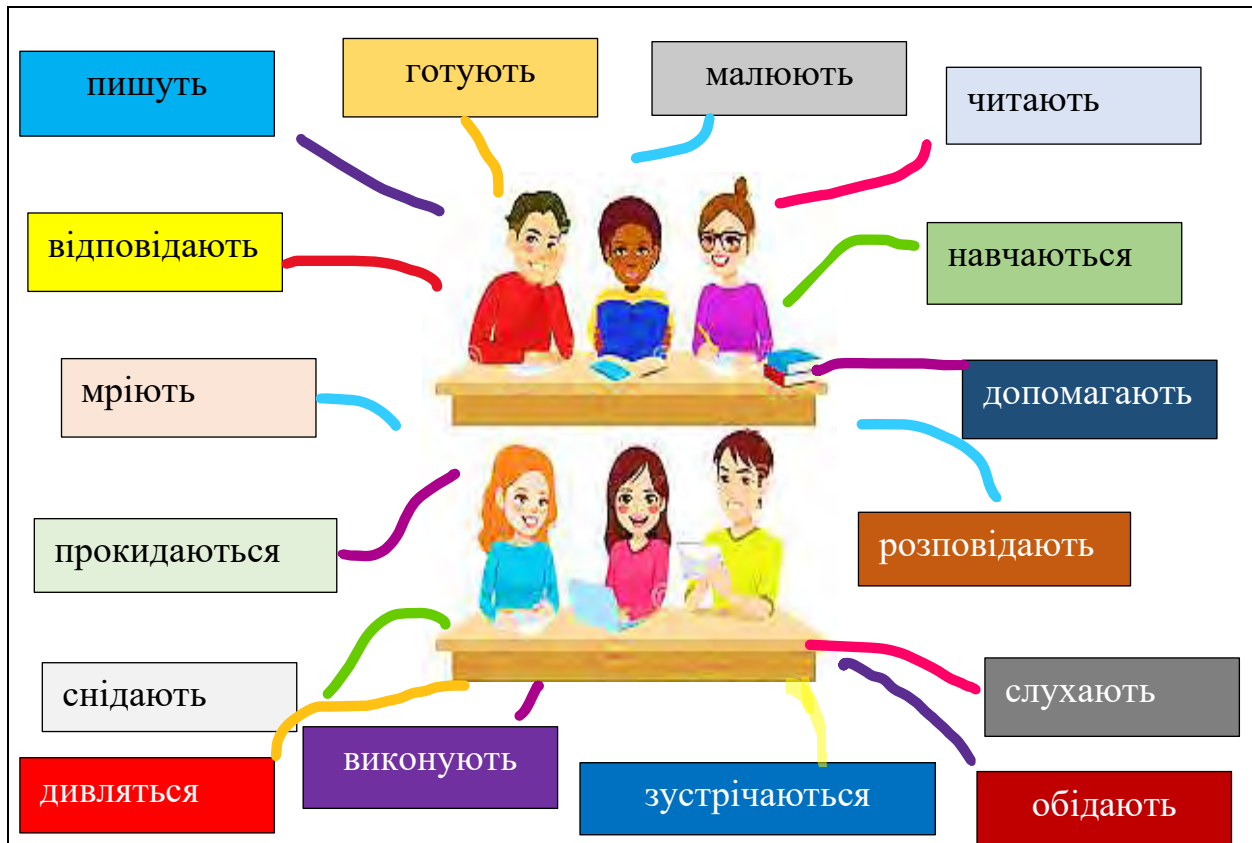 пишуть
готують
малюють
читають
відповідають
навчаються
мріють
допомагають
прокидаються
розповідають
снідають
слухають
дивляться
виконують
зустрічаються
обідають